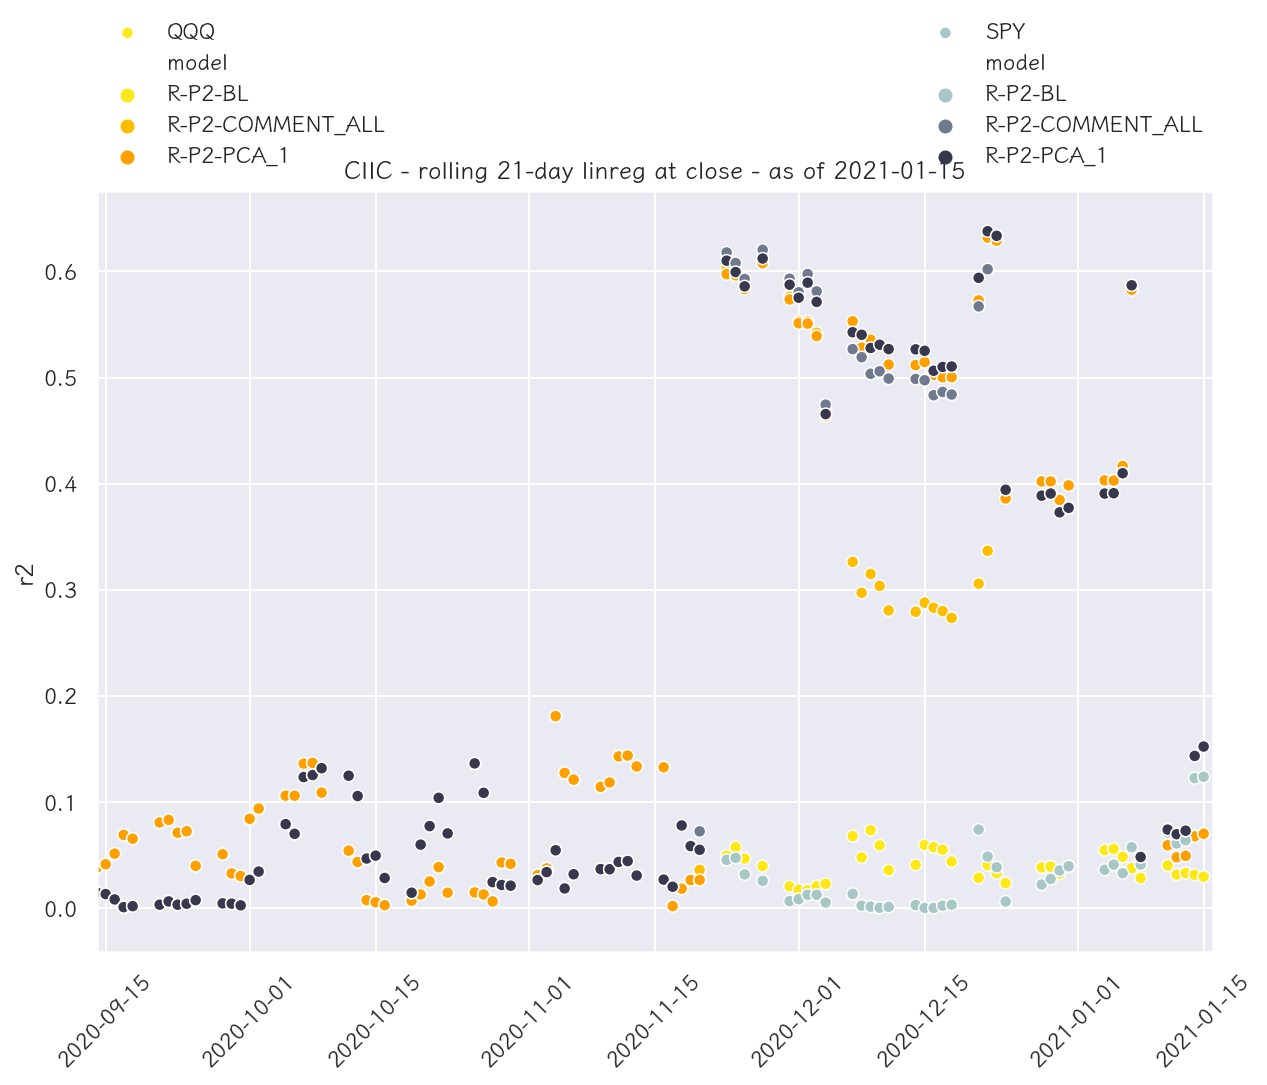 QQQ
model
R-P2-BL
R-P2-COMMENT_ALL
R-P2-PCA_1
SPY
model
R-P2-BL
R-P2-COMMENT_ALL
R-P2-PCA_1
CIIC - rolling 21-day linreg at close - as of 2021-01-15
r2
0.6
0.5
0.4
0.3
0.2
0.1
0.0
2020-09-15
2020-10-01
2020-10-15
2020-11-01
2020-11-15
2020-12-01
2020-12-15
2021-01-01
2021-01-15